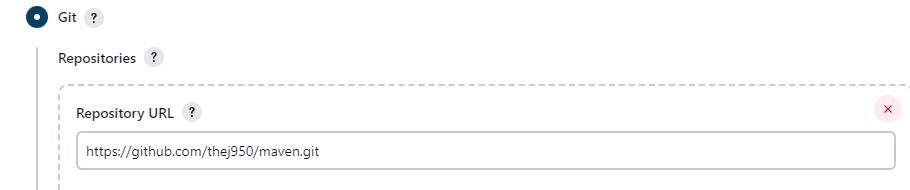 Git ?
Repositories ?
Repository URL ?
https://github.com/thej950/maven.git